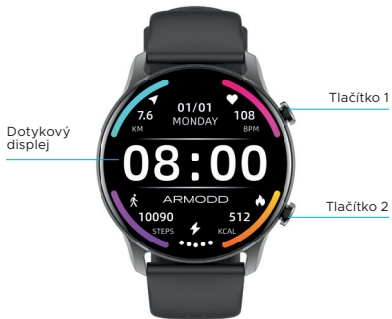 Tlačítko 1
Dotykový
displej
Tlačítko 2
01/01
MONDAY
7.6
KM
108
BPM
08:00
ARMODD
10090
STEPS
512
KCAL